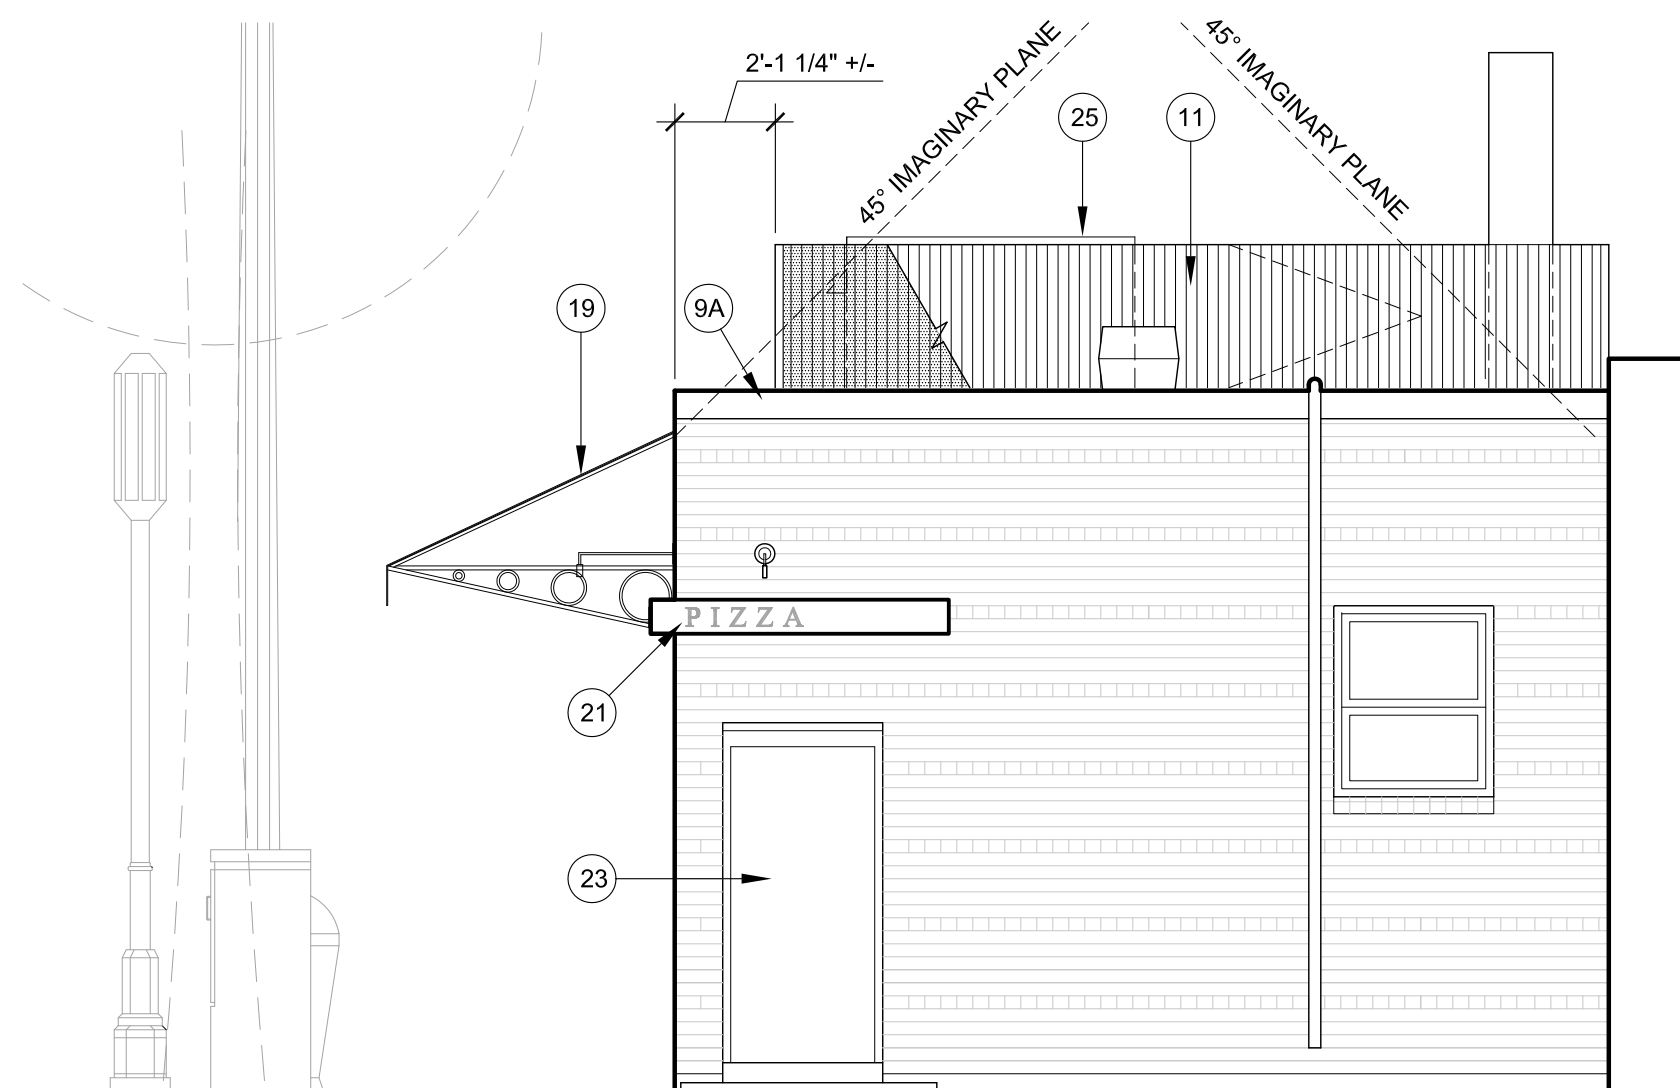 2'-1 1/4" +/-
45° IMAGINARY PLANE
45° IMAGINARY PLANE
25
11
19
9A
PIZZA
21
23